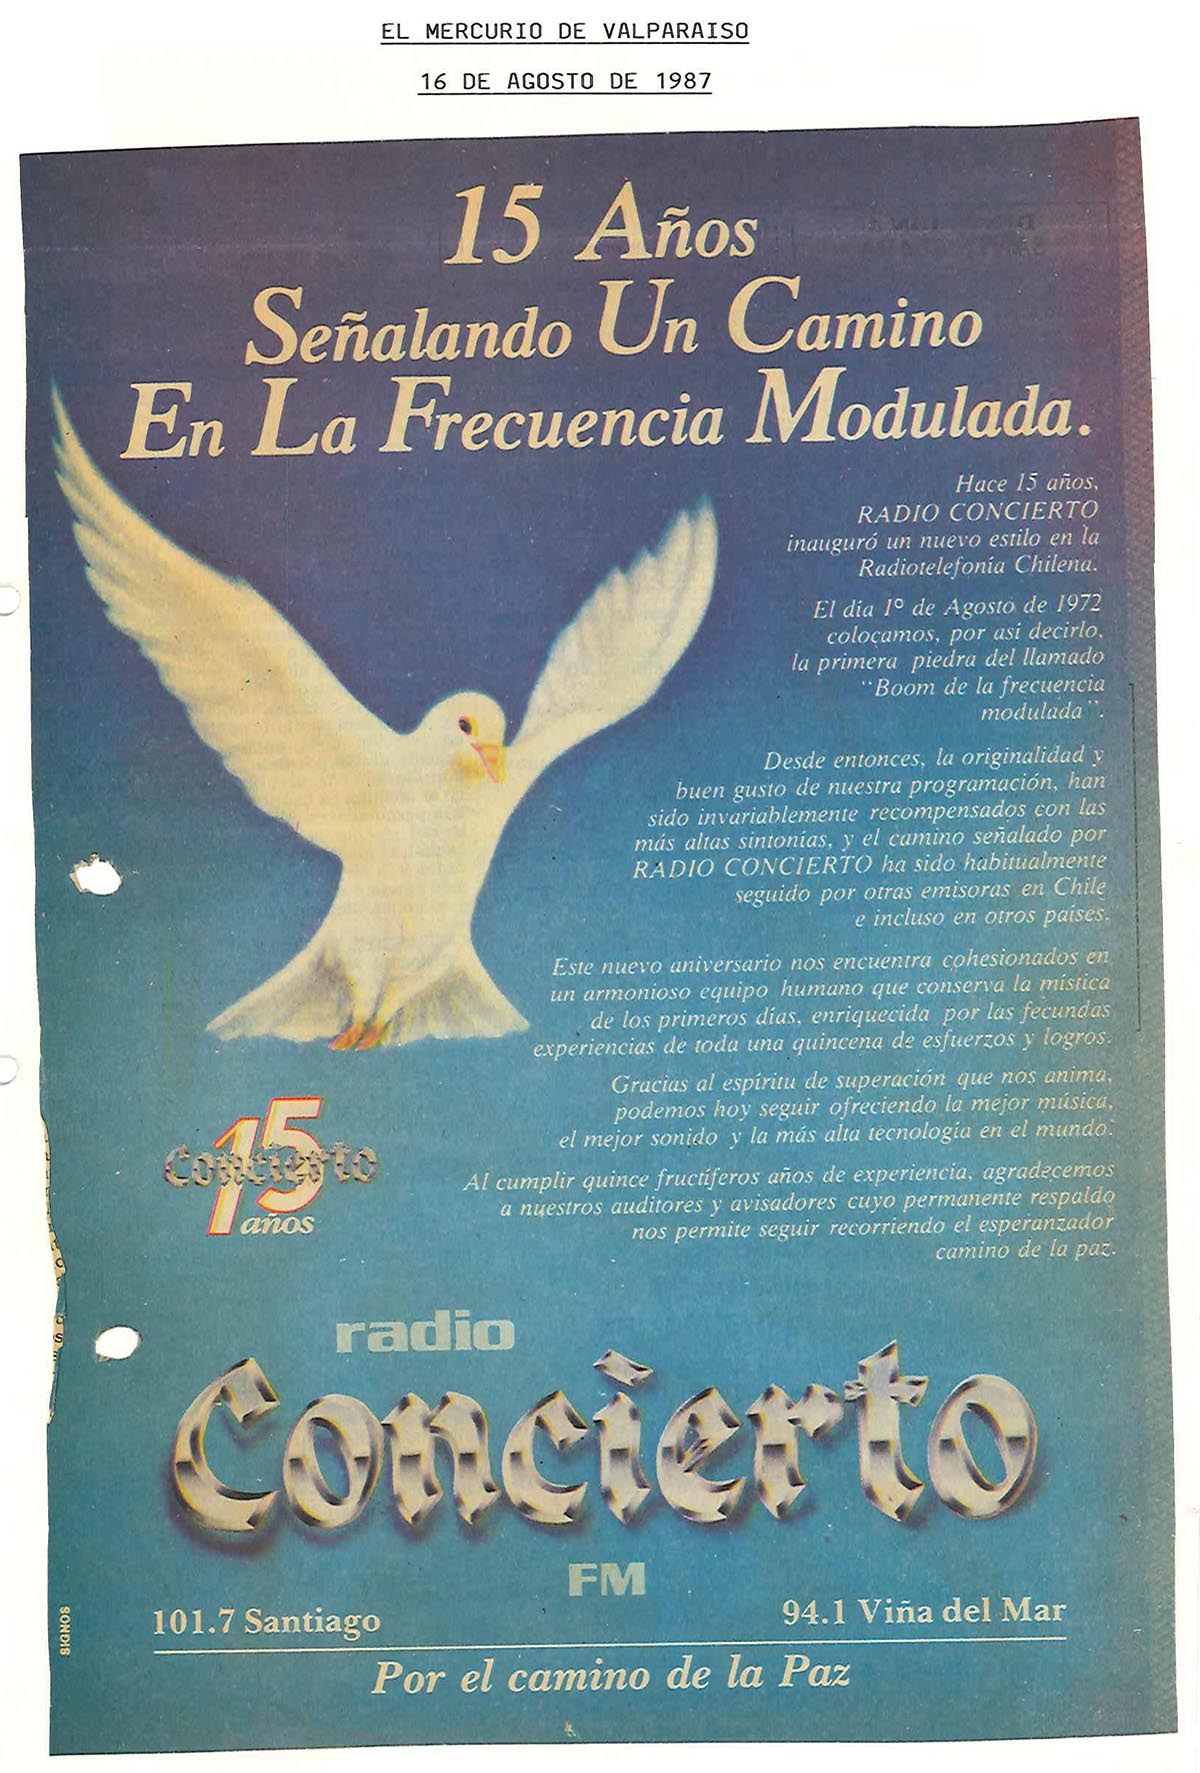 EL MERCURIO DE VALPARAISO
16 DE AGOSTO DE 1987
15 Años
Señalando Un Camino
En La Frecuencia Modulada.
Hace 15 años,
RADIO CONCIERTO
inauguró un nuevo estilo en la
Radiotelefonía Chilena.
El día 1º de Agosto de 1972
colocamos, por así decirlo,
la primera piedra del llamado
"Boom de la frecuencia
modulada".
Desde entonces, la originalidad y
buen gusto de nuestra programación, han
sido invariablemente recompensados con las
más altas sintonías, y el camino señalado por
RADIO CONCIERTO ha sido habitualmente
seguido por otras emisoras en Chile
e incluso en otros países.
Este nuevo aniversario nos encuentra cohesionados en
un armonioso equipo humano que conserva la mística
de los primeros días, enriquecida por las fecundas
experiencias de toda una quincena de esfuerzos y logros.
Gracias al espíritu de superación que nos anima,
podemos hoy seguir ofreciendo la mejor música,
el mejor sonido y la más alta tecnología en el mundo.
Al cumplir quince fructíferos años de experiencia, agradecemos
a nuestros auditores y avisadores cuyo permanente respaldo
nos permite seguir recorriendo el esperanzador
camino de la paz.
15
Concierto
años
radio
Concierto
FM
101.7 Santiago
94.1 Viña del Mar
Por el camino de la Paz
SIGNOS